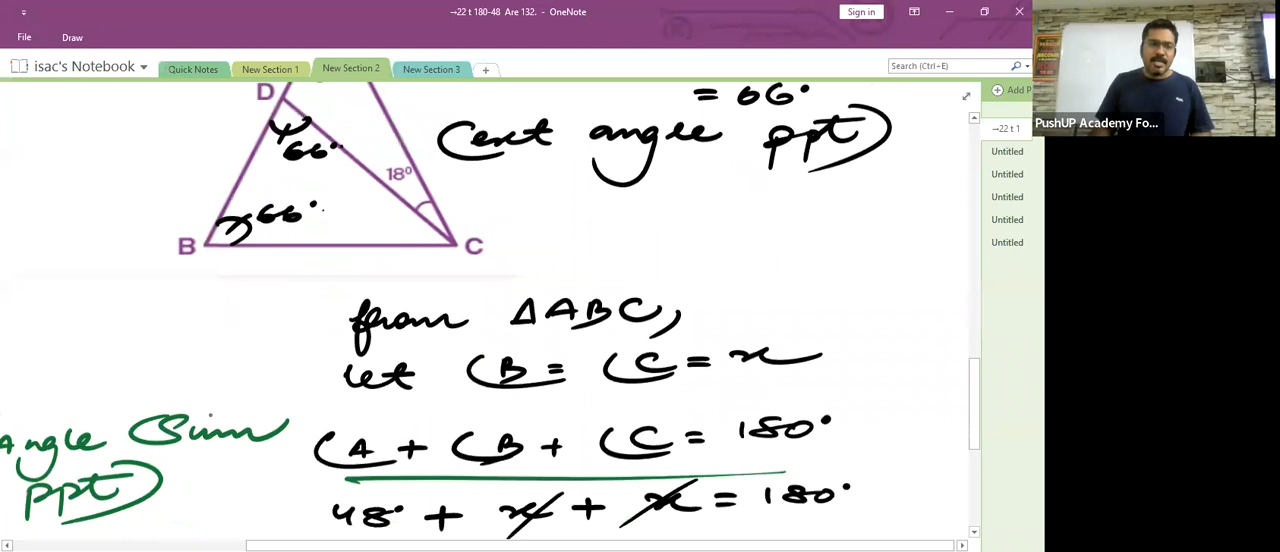 →22 t 180-48 Are 132. - OneNote
Sign in
File
Draw
isac's Notebook
Quick Notes
New Section 1
New Section 2
New Section 3
+
Search (Ctrl+E)
Add P
→22 t 1
Untitled
Untitled
Untitled
Untitled
Untitled
PushUP Academy Fo...
= 66°
(ext angle ppt)
D
66°
18°
66°
B
C
from ΔABC,
let ∠B = ∠C = x
Angle Sum
ppt)
∠A + ∠B + ∠C = 180°
48° + x + x = 180°